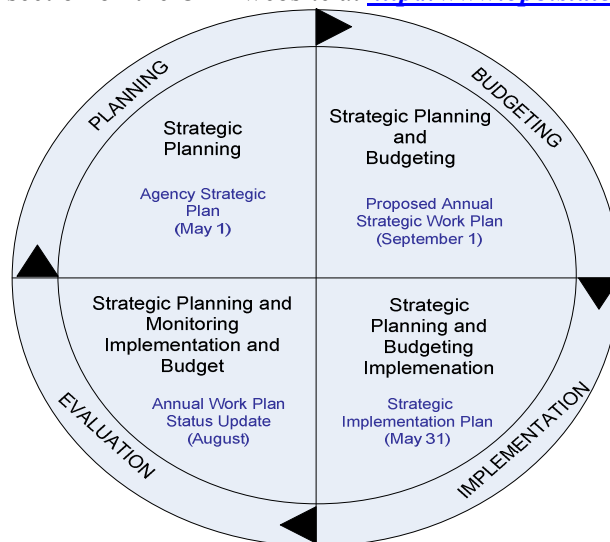 PLANNING
BUDGETING
Strategic
Planning
Agency Strategic
Plan
(May 1)
Strategic Planning
and
Budgeting
Proposed Annual
Strategic Work Plan
(September 1)
Strategic Planning and
Monitoring
Implementation and
Budget
Annual Work Plan
Status Update
(August)
Strategic
Planning and
Budgeting
Implemenation
Strategic
Implementation Plan
(May 31)
EVALUATION
IMPLEMENTATION